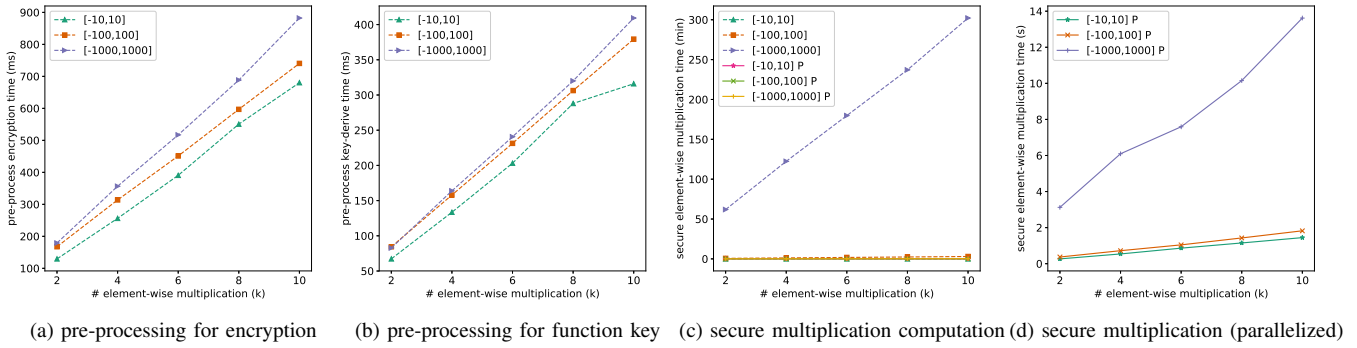 pre-process encryption time (ms)
900
800
700
600
500
400
300
200
100
2 4 6 8 10
# element-wise multiplication (k)
[-10,10]
[-100,100]
[-1000,1000]
(a) pre-processing for encryption
pre-process key-derive time (ms)
400
350
300
250
200
150
100
50
2 4 6 8 10
# element-wise multiplication (k)
[-10,10]
[-100,100]
[-1000,1000]
(b) pre-processing for function key
secure element-wise multiplication time (min)
300
250
200
150
100
50
0
2 4 6 8 10
# element-wise multiplication (k)
[-10,10]
[-100,100]
[-1000,1000]
[-10,10] P
[-100,100] P
[-1000,1000] P
(c) secure multiplication computation
secure element-wise multiplication time (s)
14
12
10
8
6
4
2
0
2 4 6 8 10
# element-wise multiplication (k)
[-10,10] P
[-100,100] P
[-1000,1000] P
(d) secure multiplication (parallelized)